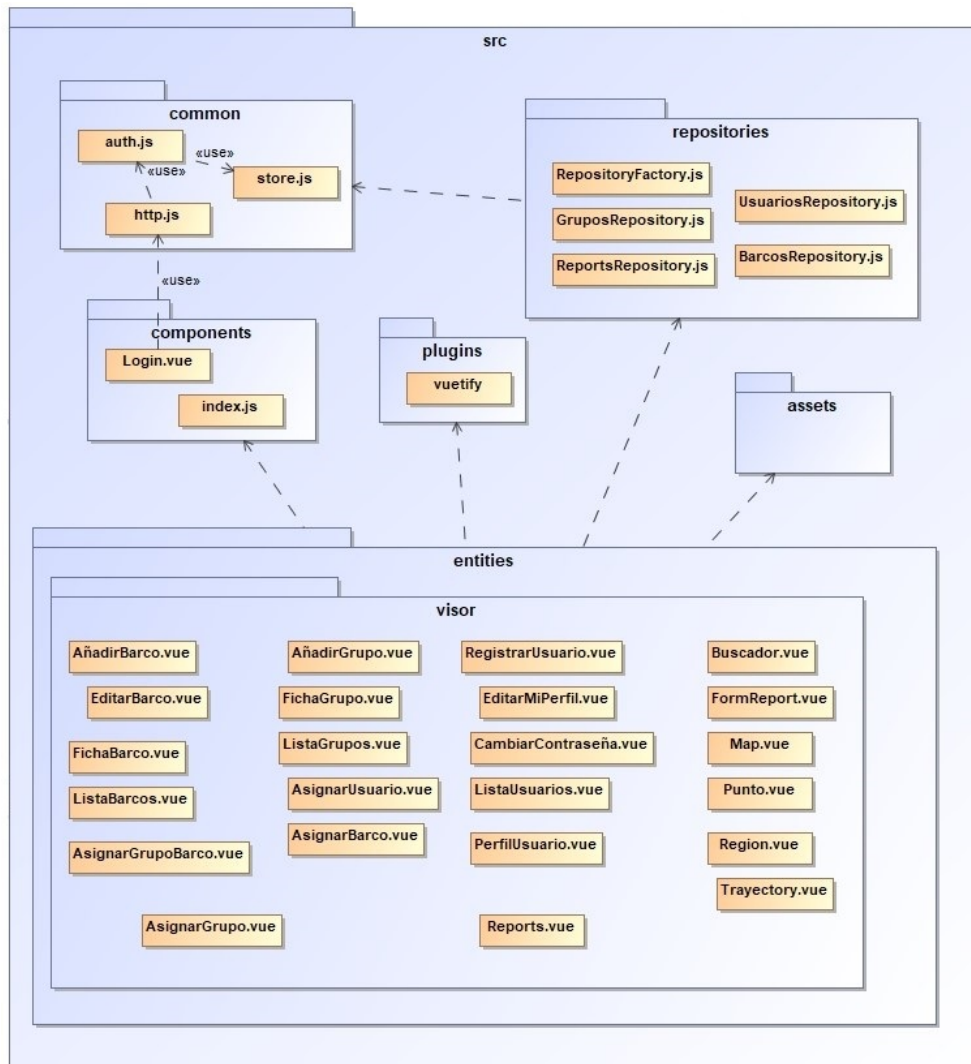 src
common
auth.js
«use»
«use»
store.js
http.js
«use»
repositories
RepositoryFactory.js
UsuariosRepository.js
GruposRepository.js
BarcosRepository.js
ReportsRepository.js
components
Login.vue
index.js
plugins
vuetify
assets
entities
visor
AñadirBarco.vue
EditarBarco.vue
FichaBarco.vue
ListaBarcos.vue
AsignarGrupoBarco.vue
AsignarGrupo.vue
AñadirGrupo.vue
FichaGrupo.vue
ListaGrupos.vue
AsignarUsuario.vue
AsignarBarco.vue
RegistrarUsuario.vue
EditarMiPerfil.vue
CambiarContraseña.vue
ListaUsuarios.vue
PerfilUsuario.vue
Reports.vue
Buscador.vue
FormReport.vue
Map.vue
Punto.vue
Region.vue
Trayectory.vue